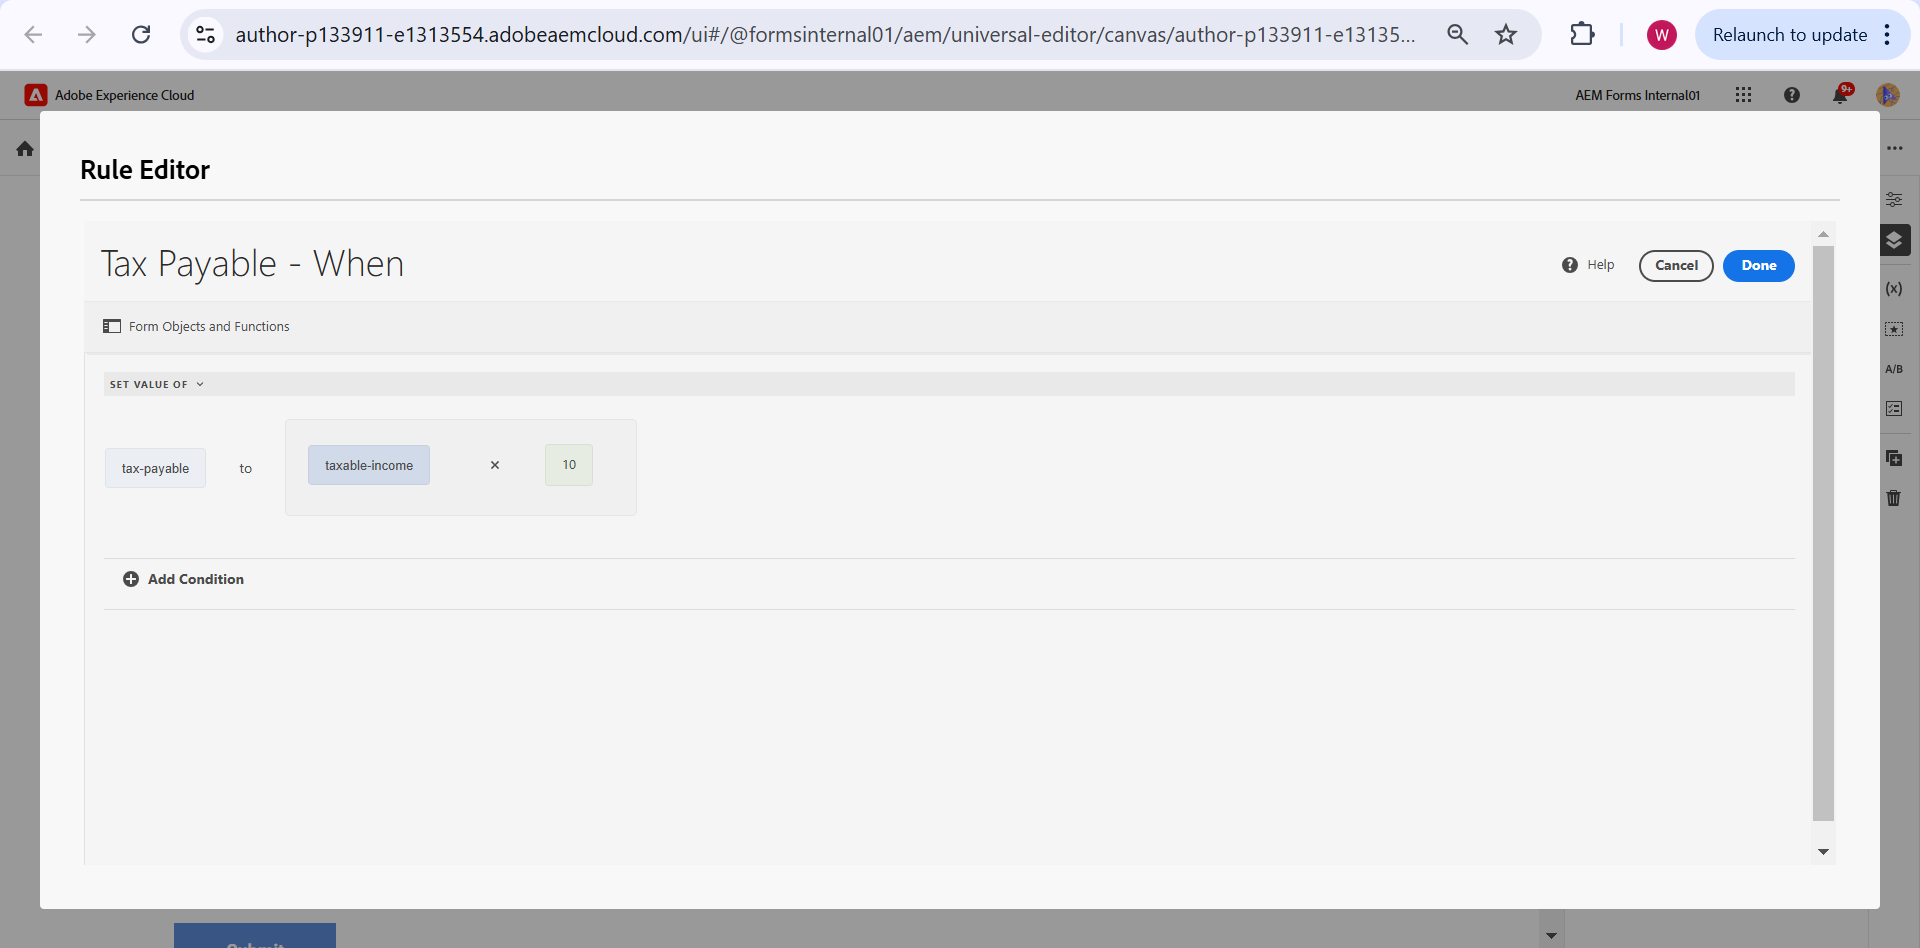 author-p133911-e1313554.adobeaemcloud.com/ui#/@formsinternal01/aem/universal-editor/canvas/author-p133911-e13135...
W
Relaunch to update
Adobe Experience Cloud
AEM Forms Internal01
9+
Rule Editor
Tax Payable - When
Help
Cancel
Done
(x)
Form Objects and Functions
A/B
SET VALUE OF
tax-payable to taxable-income × 10
Add Condition
Submit